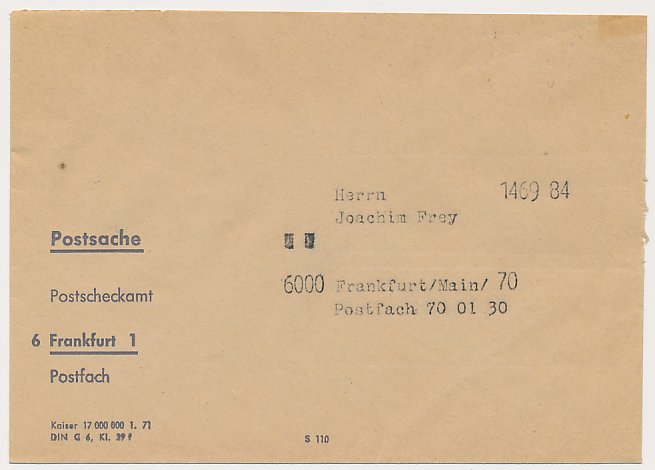 Herrn 1469 84
Joachim Frey
Postsache
6000 Frankfurt/Main/ 70
Postscheckamt
Postfach 70 01 30
6 Frankfurt 1
Postfach
Kaiser 17 000 000 1. 71
DIN G 6, Kl. 39
S 110